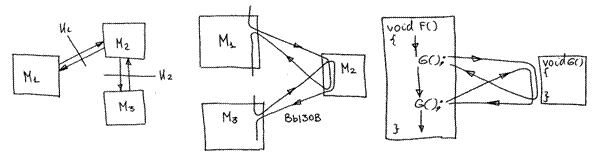 И1
M2
M1
И2
M3
M1
M2
M3
ВЫЗОВ
void F()
{
G();
G();
}
void G()
{
}